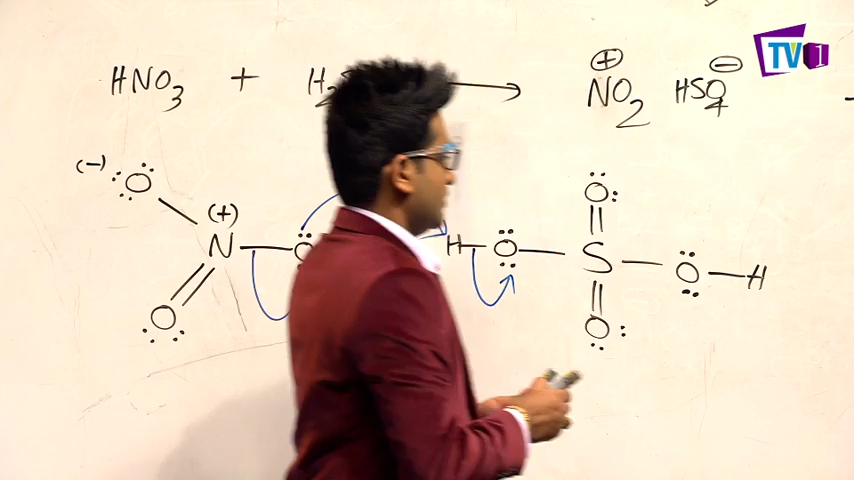 TV1
HNO3 + H2 → NO2⊕ HSO4⊖
(−) O O
(+)
N O H O S O H
O O